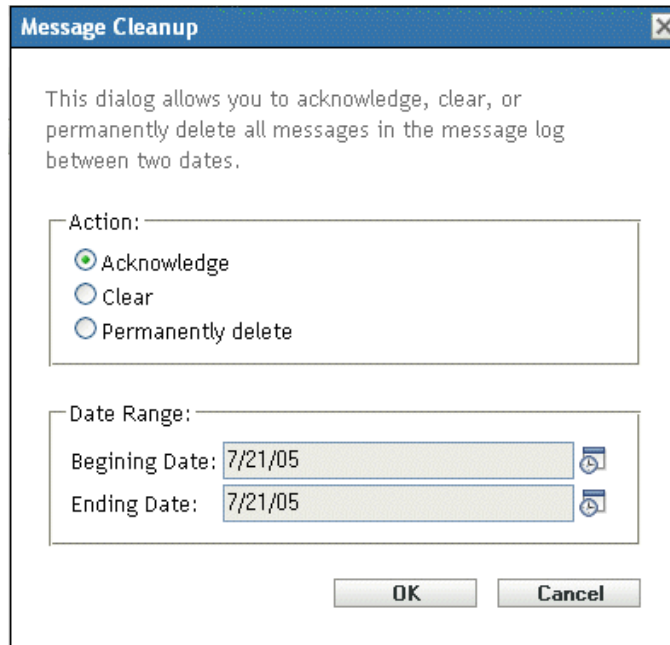 Message Cleanup
This dialog allows you to acknowledge, clear, or
permanently delete all messages in the message log
between two dates.
Action:
Acknowledge
Clear
Permanently delete
Date Range:
Begining Date: 7/21/05
Ending Date: 7/21/05
OK Cancel